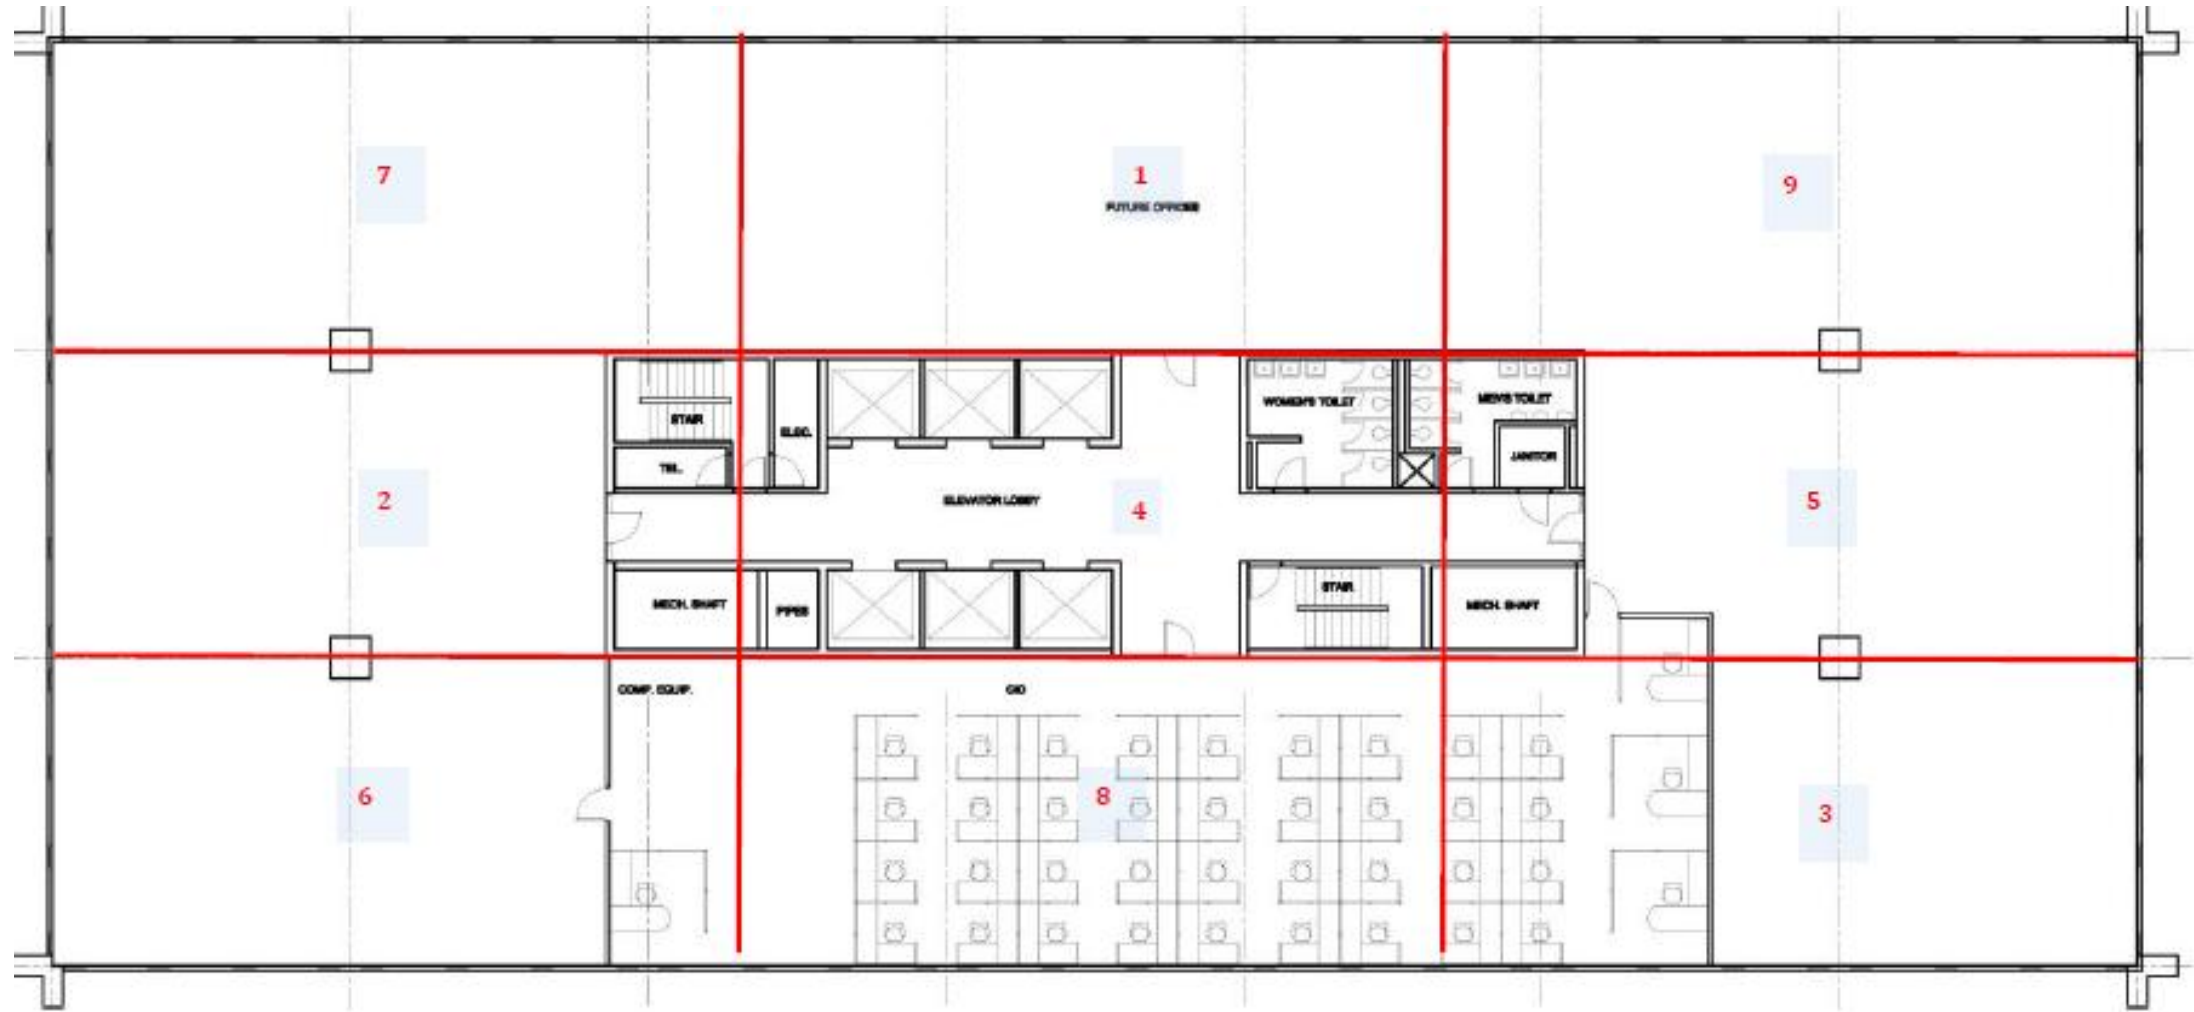 7
1
9
FUTURE OFFICES
STAIR
ELEC.
WOMEN'S TOILET
MEN'S TOILET
TEL.
JANITOR
2
ELEVATOR LOBBY
4
5
MECH. SHAFT
PIPES
STAIR
MECH. SHAFT
COMP. EQUIP.
CIO
6
8
3